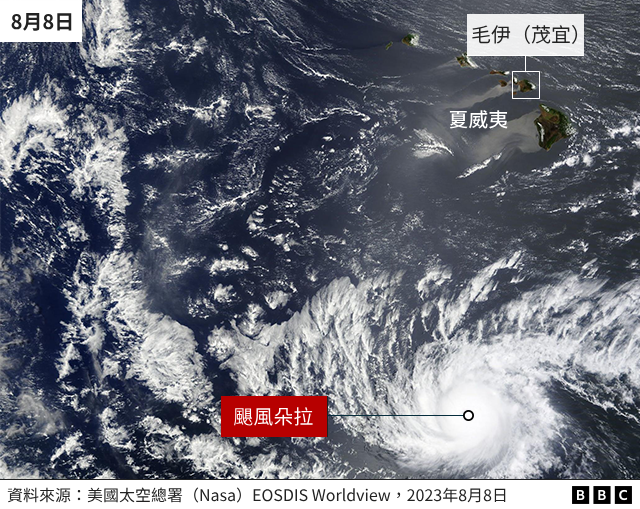 8月8日
毛伊（茂宜）
夏威夷
颶風朵拉
資料來源：美國太空總署（Nasa）EOSDIS Worldview，2023年8月8日
BBC